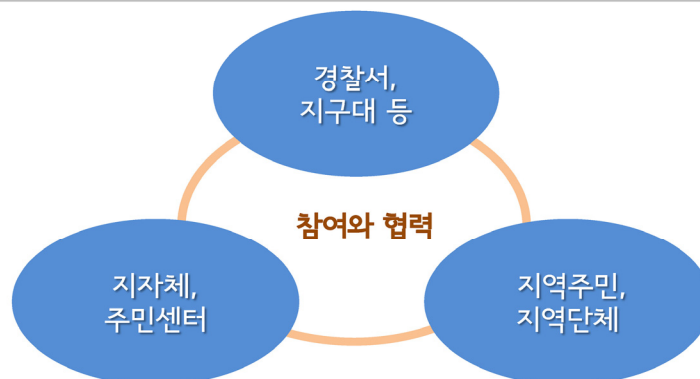 경찰서,
지구대 등
참여와 협력
지자체,
주민센터
지역주민,
지역단체